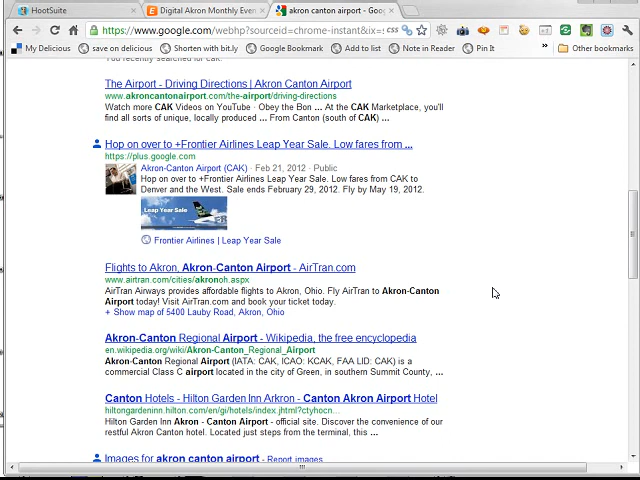 HootSuite
Digital Akron Monthly Even
akron canton airport - Goo
https://www.google.com/webhp?sourceid=chrome-instant&ix=
css
My Delicious
save on delicious
Shorten with bit.ly
Google Bookmark
Add to list
Note in Reader
Pin It
»
Other bookmarks
You recently searched for cak.
The Airport - Driving Directions | Akron Canton Airport
www.akroncantonairport.com/the-airport/driving-directions
Watch more CAK Videos on YouTube · Obey the Bon ... At the CAK Marketplace, you'll
find all sorts of unique, locally produced ... From Canton (south of CAK) ...
Hop on over to +Frontier Airlines Leap Year Sale. Low fares from ...
https://plus.google.com
Akron-Canton Airport (CAK) · Feb 21, 2012 · Public
Hop on over to +Frontier Airlines Leap Year Sale. Low fares from CAK to
Denver and the West. Sale ends February 29, 2012. Fly by May 19, 2012.
Leap Year Sale
Frontier Airlines | Leap Year Sale
Flights to Akron, Akron-Canton Airport - AirTran.com
www.airtran.com/cities/akronoh.aspx
AirTran Airways provides affordable flights to Akron, Ohio. Fly AirTran to Akron-Canton
Airport today! Visit AirTran.com and book your ticket today.
+ Show map of 5400 Lauby Road, Akron, Ohio
Akron-Canton Regional Airport - Wikipedia, the free encyclopedia
en.wikipedia.org/wiki/Akron-Canton_Regional_Airport
Akron-Canton Regional Airport (IATA: CAK, ICAO: KCAK, FAA LID: CAK) is a
commercial Class C airport located in the city of Green, in southern Summit County, ...
Canton Hotels - Hilton Garden Inn Arkron - Canton Akron Airport Hotel
hiltongardeninn.hilton.com/en/gi/hotels/index.jhtml?ctyhocn...
Hilton Garden Inn Akron - Canton Airport - official site. Discover the convenience of our
restful Akron Canton hotel. Located just steps from the terminal, this ...
Images for akron canton airport - Report images